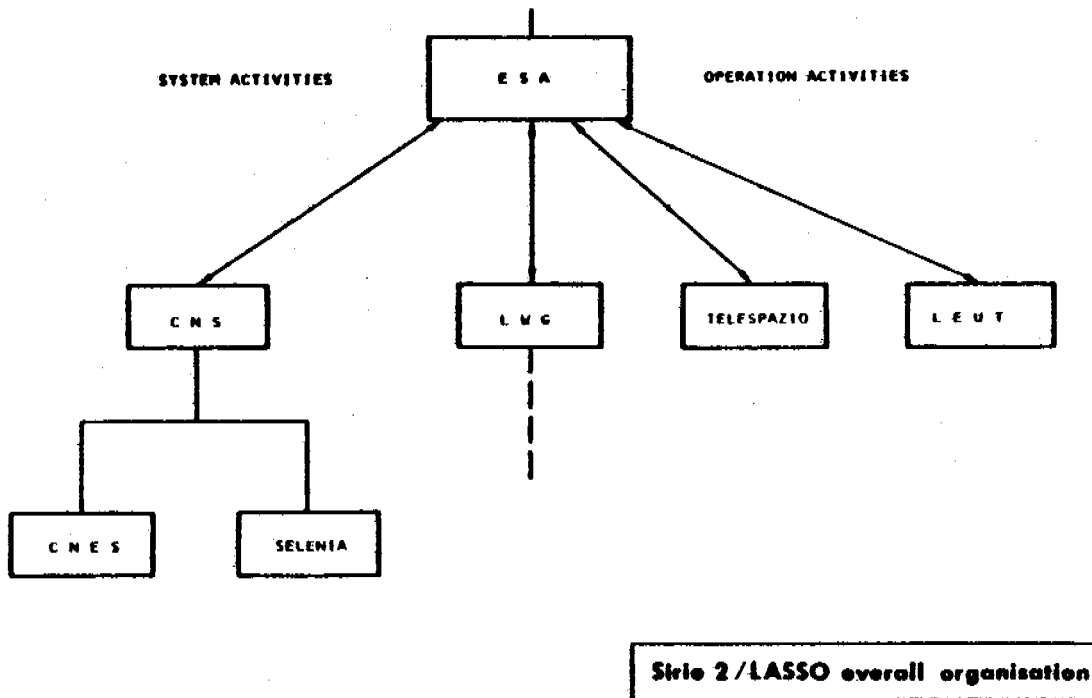 SYSTEM ACTIVITIES
E S A
OPERATION ACTIVITIES
C N S
L W G
TELESPAZIO
L E U T
C N E S
SELENIA
Sirio 2/LASSO overall organisation